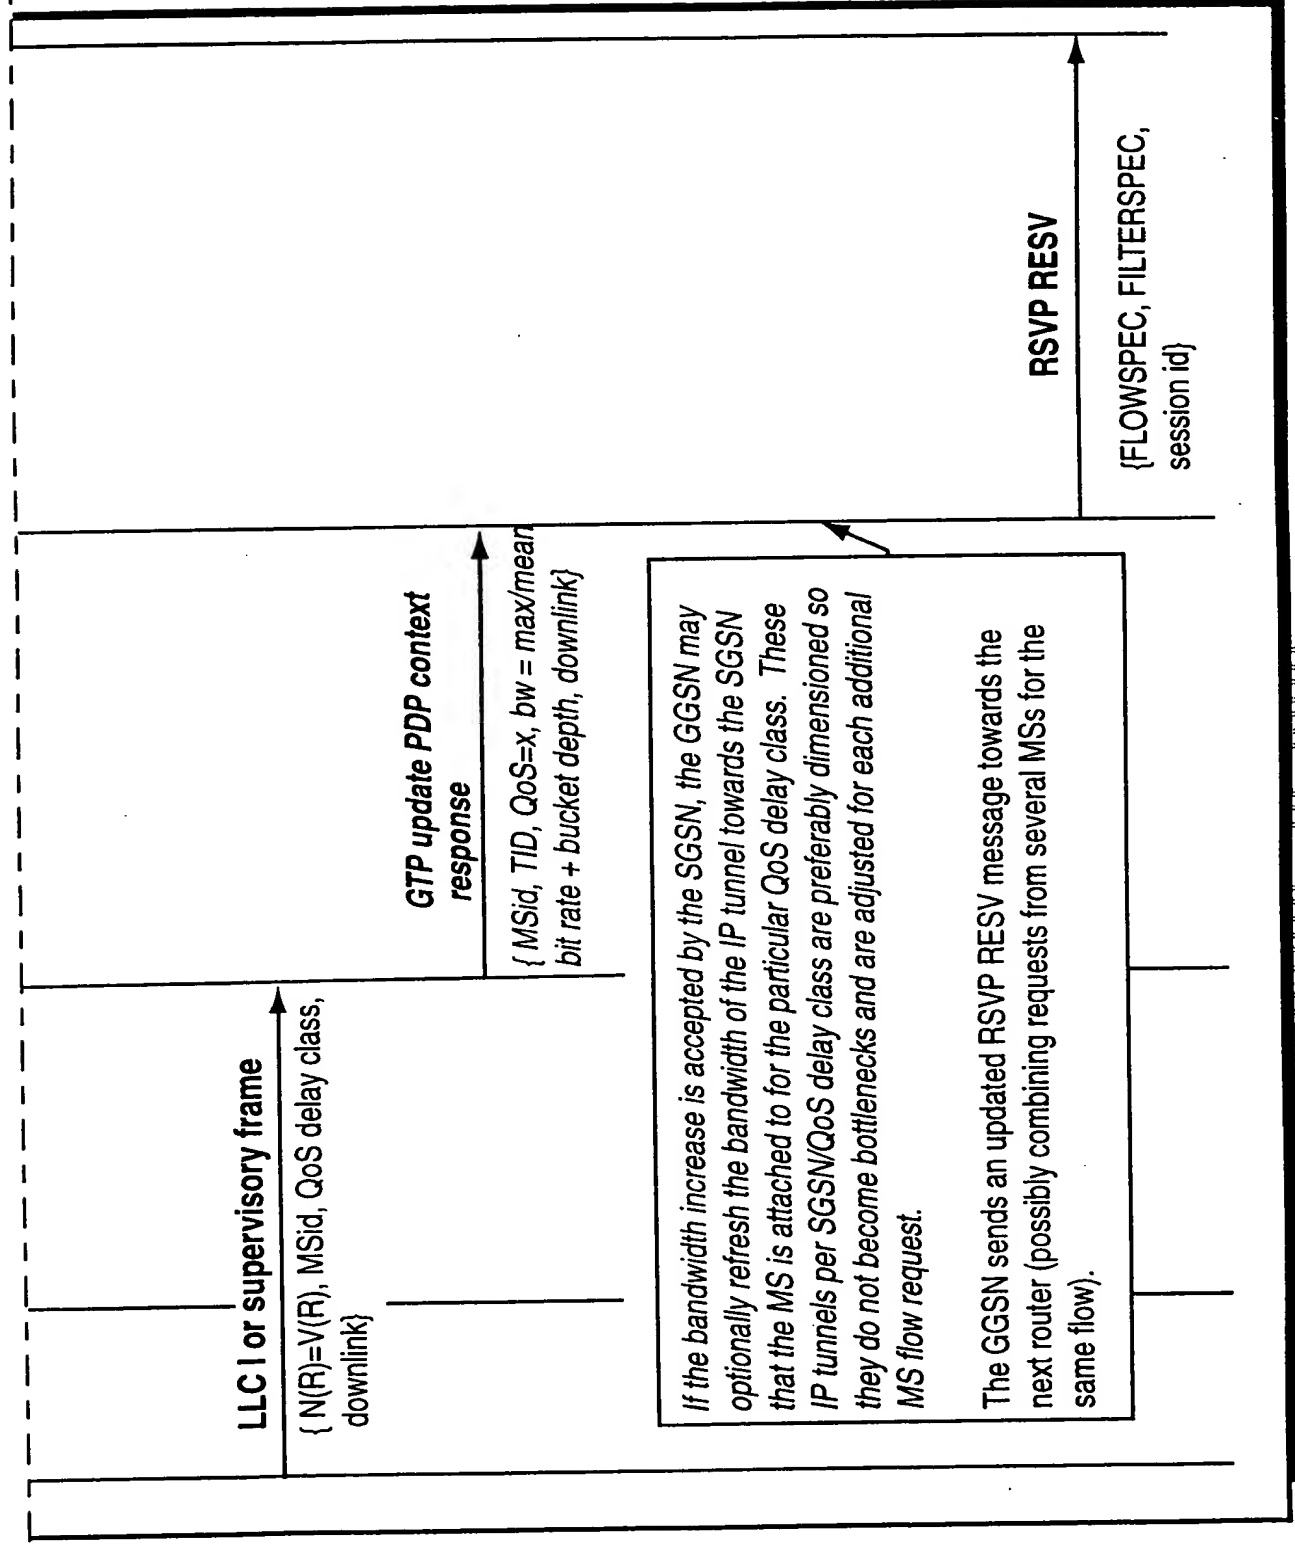 LLC I or supervisory frame
{ N(R)=V(R), MSid, QoS delay class,
downlink}
GTP update PDP context
response
{ MSid, TID, QoS=x, bw = max/mean
bit rate + bucket depth, downlink}
If the bandwidth increase is accepted by the SGSN, the GGSN may
optionally refresh the bandwidth of the IP tunnel towards the SGSN
that the MS is attached to for the particular QoS delay class. These
IP tunnels per SGSN/QoS delay class are preferably dimensioned so
they do not become bottlenecks and are adjusted for each additional
MS flow request.
The GGSN sends an updated RSVP RESV message towards the
next router (possibly combining requests from several MSs for the
same flow).
RSVP RESV
{FLOWSPEC, FILTERSPEC,
session id}